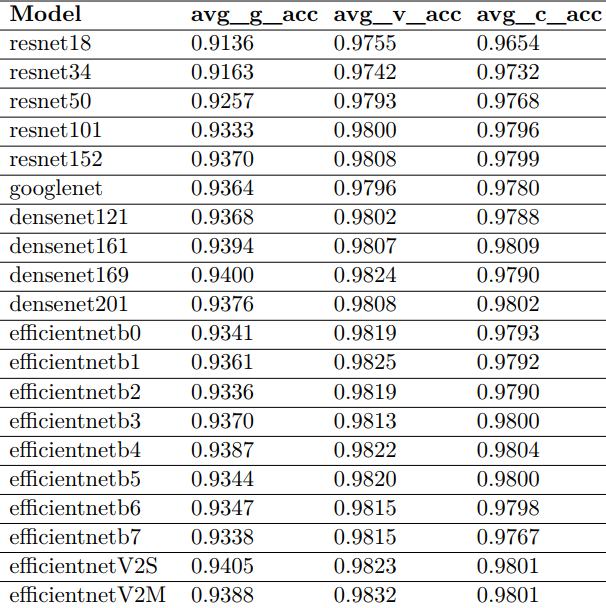 Model avg_g_acc avg_v_acc avg_c_acc
resnet18 0.9136 0.9755 0.9654
resnet34 0.9163 0.9742 0.9732
resnet50 0.9257 0.9793 0.9768
resnet101 0.9333 0.9800 0.9796
resnet152 0.9370 0.9808 0.9799
googlenet 0.9364 0.9796 0.9780
densenet121 0.9368 0.9802 0.9788
densenet161 0.9394 0.9807 0.9809
densenet169 0.9400 0.9824 0.9790
densenet201 0.9376 0.9808 0.9802
efficientnetb0 0.9341 0.9819 0.9793
efficientnetb1 0.9361 0.9825 0.9792
efficientnetb2 0.9336 0.9819 0.9790
efficientnetb3 0.9370 0.9813 0.9800
efficientnetb4 0.9387 0.9822 0.9804
efficientnetb5 0.9344 0.9820 0.9800
efficientnetb6 0.9347 0.9815 0.9798
efficientnetb7 0.9338 0.9815 0.9767
efficientnetV2S 0.9405 0.9823 0.9801
efficientnetV2M 0.9388 0.9832 0.9801